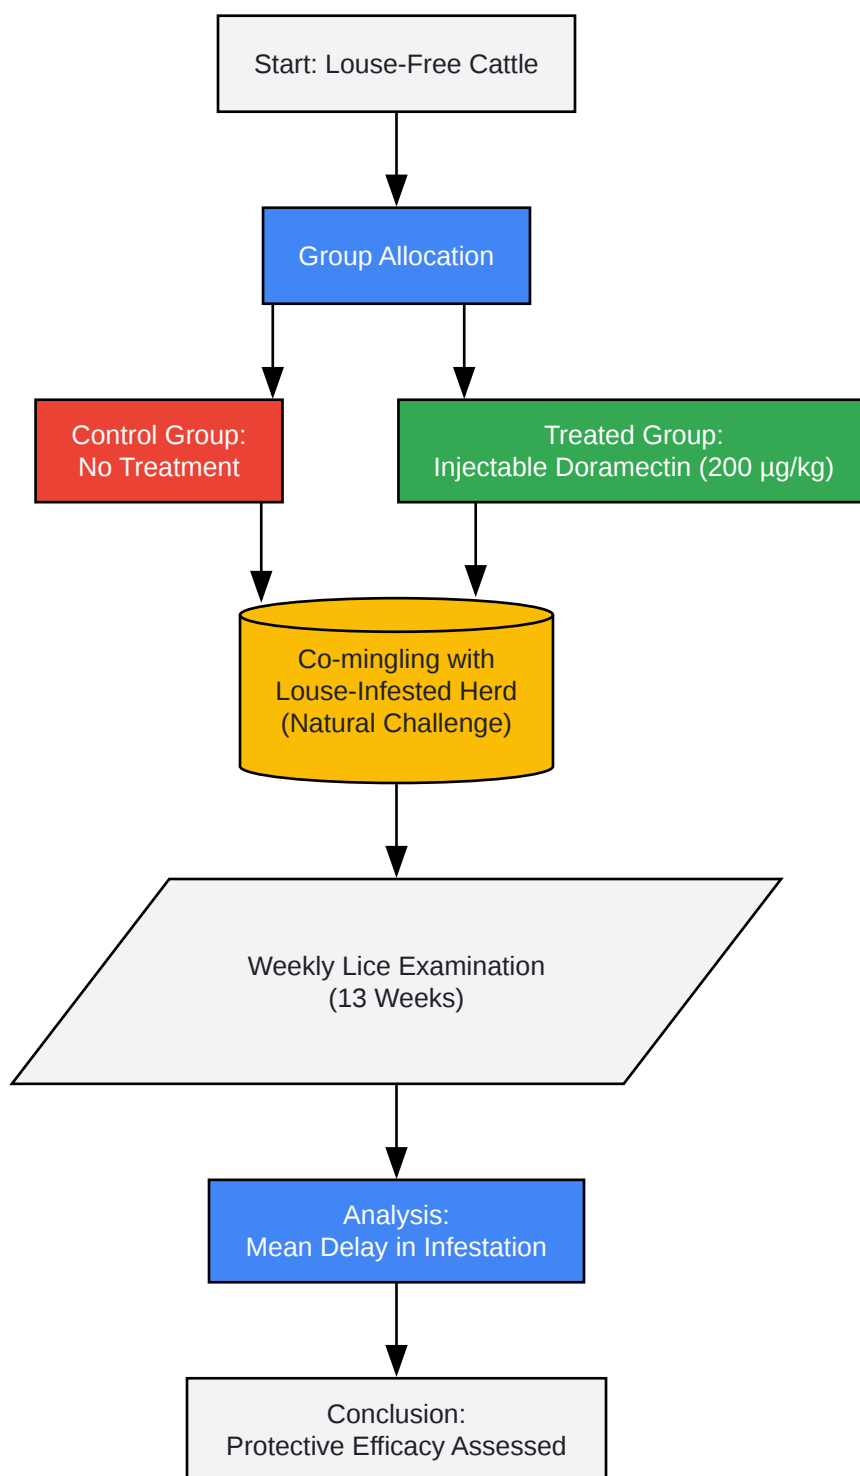 Start: Louse-Free Cattle
Group Allocation
Control Group:
No Treatment
Treated Group:
Injectable Doramectin (200 µg/kg)
Co-mingling with
Louse-Infested Herd
(Natural Challenge)
Weekly Lice Examination
(13 Weeks)
Analysis:
Mean Delay in Infestation
Conclusion:
Protective Efficacy Assessed